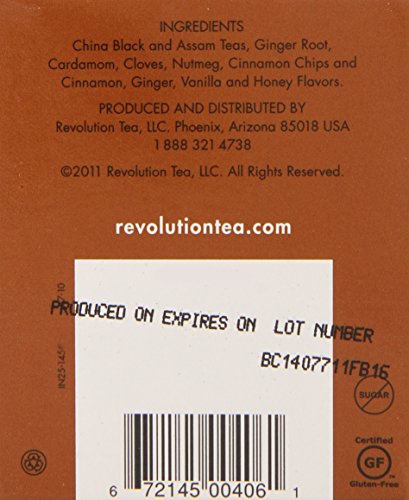 INGREDIENTS
China Black and Assam Teas, Ginger Root,
Cardamom, Cloves, Nutmeg, Cinnamon Chips and
Cinnamon, Ginger, Vanilla and Honey Flavors.
PRODUCED AND DISTRIBUTED BY
Revolution Tea, LLC. Phoenix, Arizona 85018 USA
1 888 321 4738
©2011 Revolution Tea, LLC. All Rights Reserved.
revolutiontea.com
PRODUCED ON EXPIRES ON LOT NUMBER
BC1407711FB16
SUGAR
Certified
GF
Gluten-Free
6 72145 00406 1